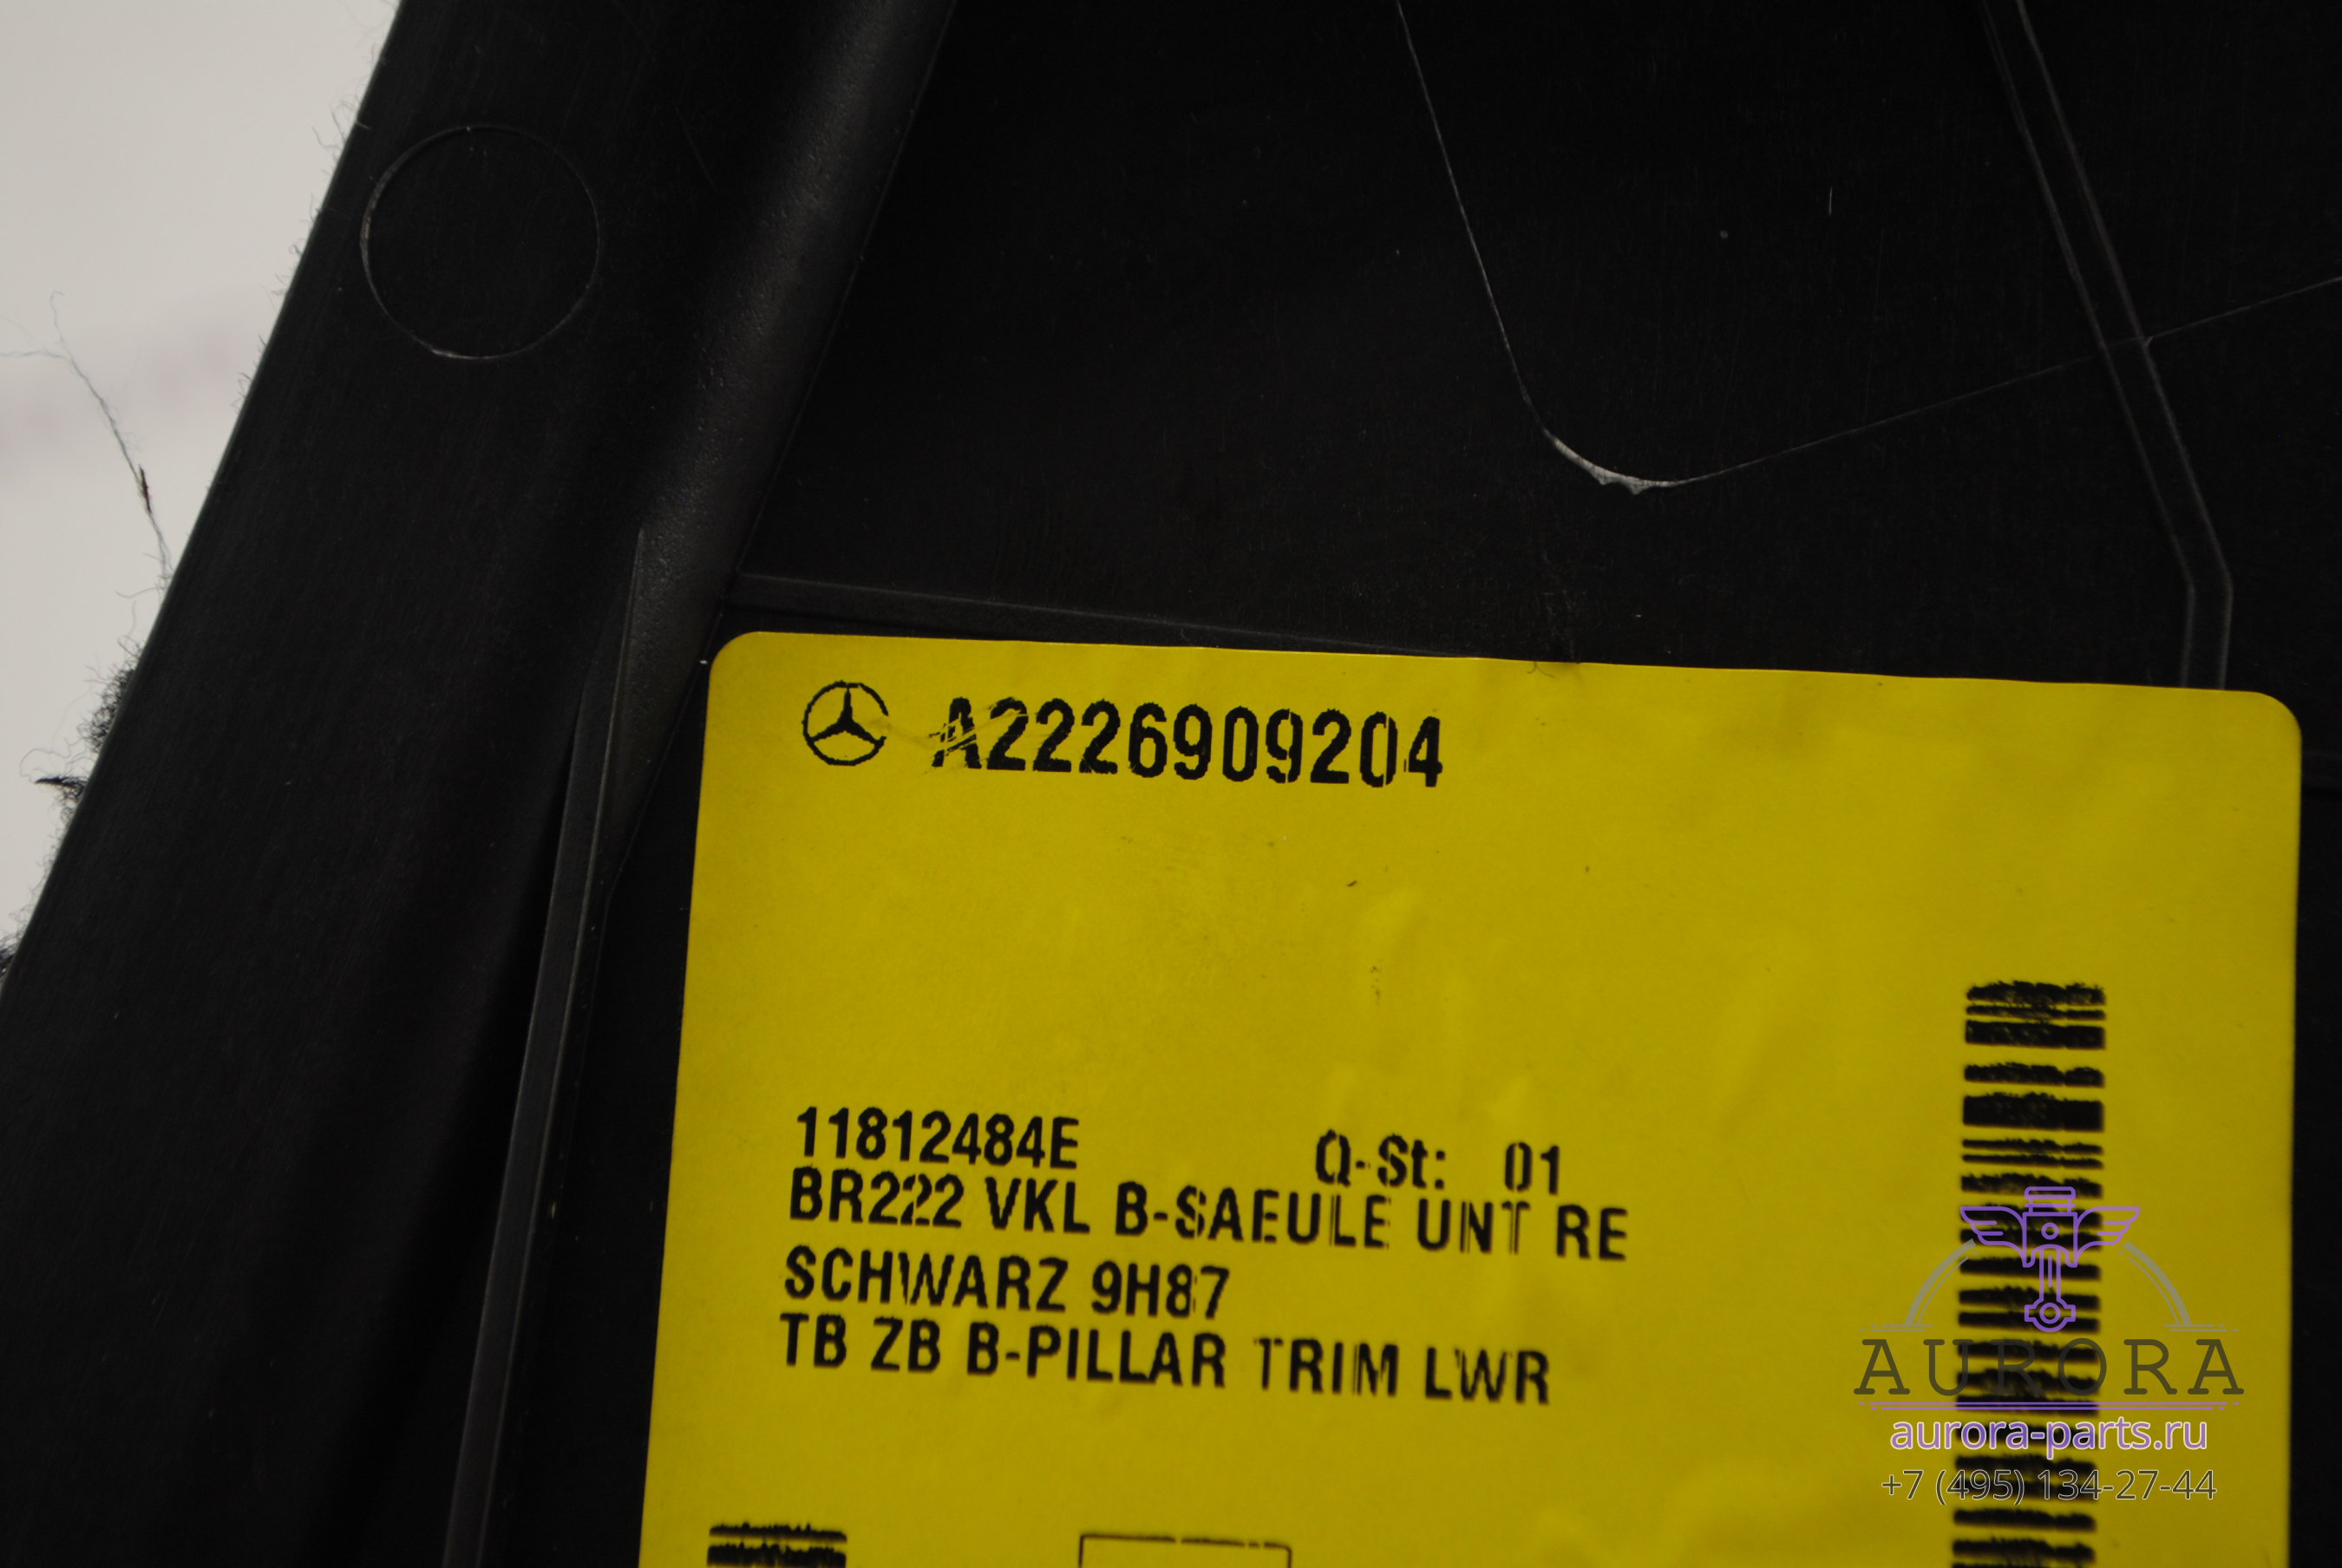 A2226909204
11812484E Q-St: 01
BR222 VKL B-SAEULE UNT RE
SCHWARZ 9H87
TB ZB B-PILLAR TRIM LWR
AURORA
aurora-parts.ru
+7 (495) 134-27-44